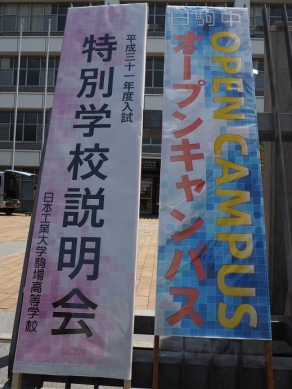 平成三十一年度入試
特別学校説明会
日本工業大学駒場高等学校
日駒中
OPEN CAMPUS
オープンキャンパス